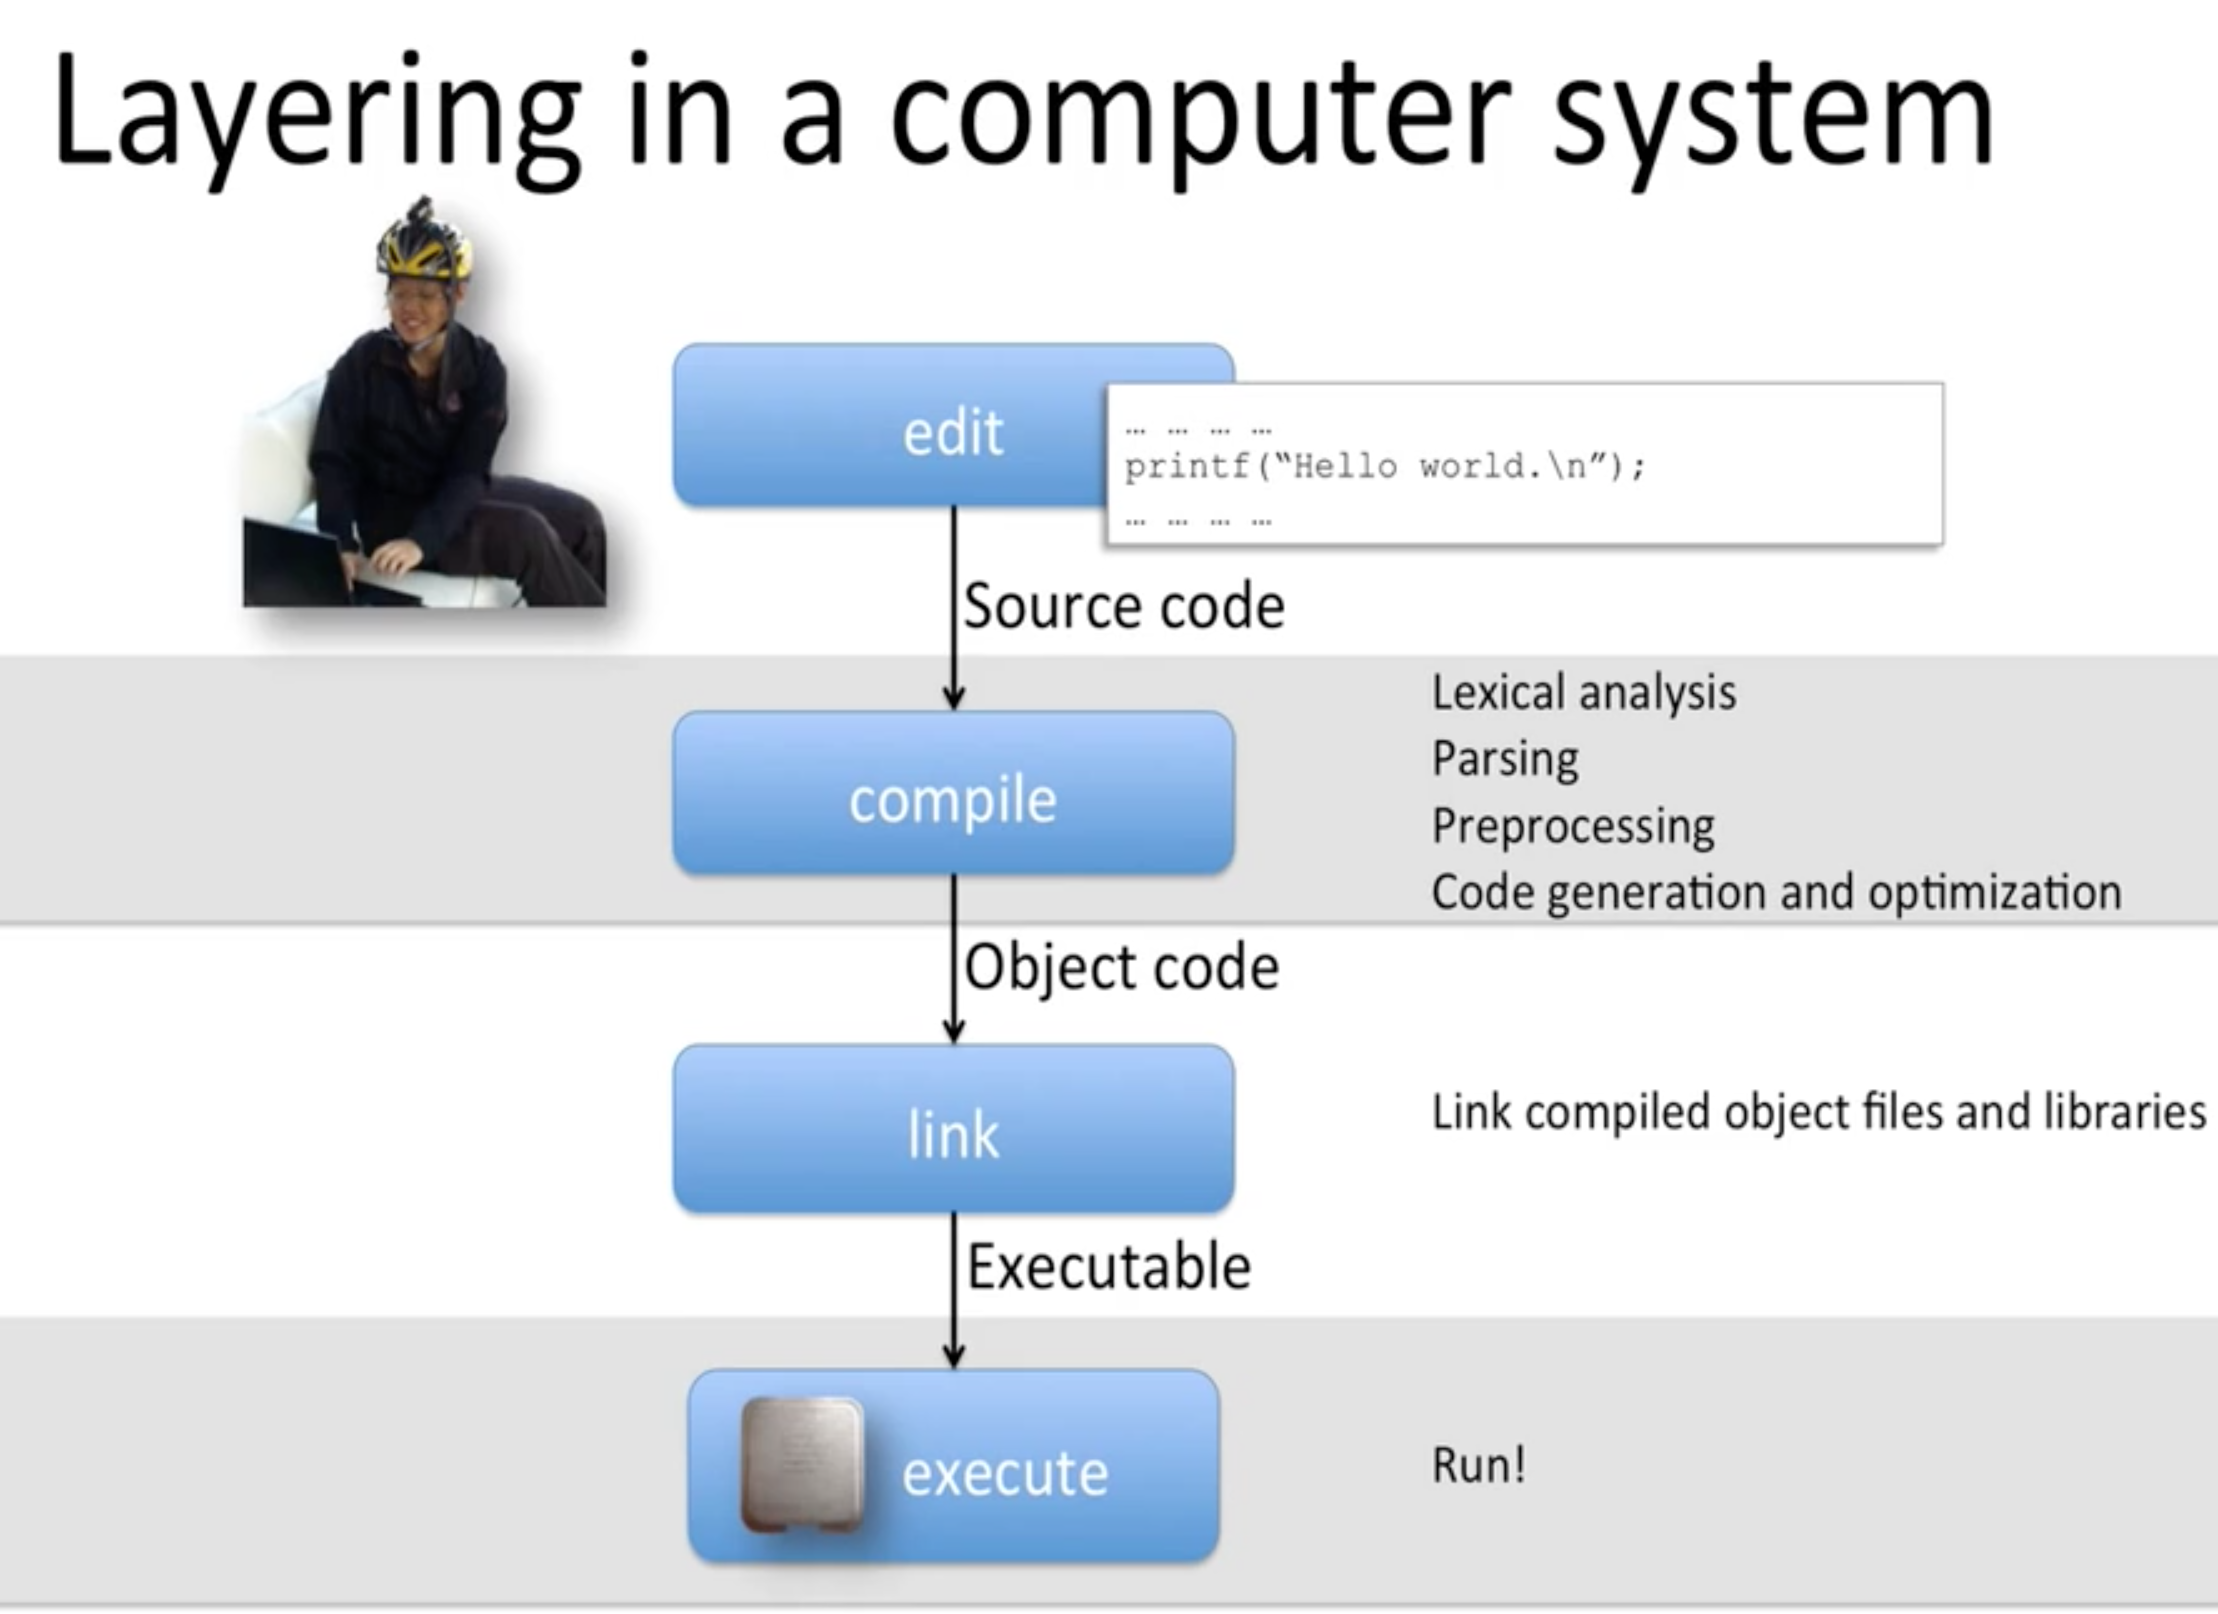 Layering in a computer system
edit
… … … …
printf(“Hello world.\n”);
… … … …
Source code
compile
Lexical analysis
Parsing
Preprocessing
Code generation and optimization
Object code
link
Link compiled object files and libraries
Executable
execute
Run!